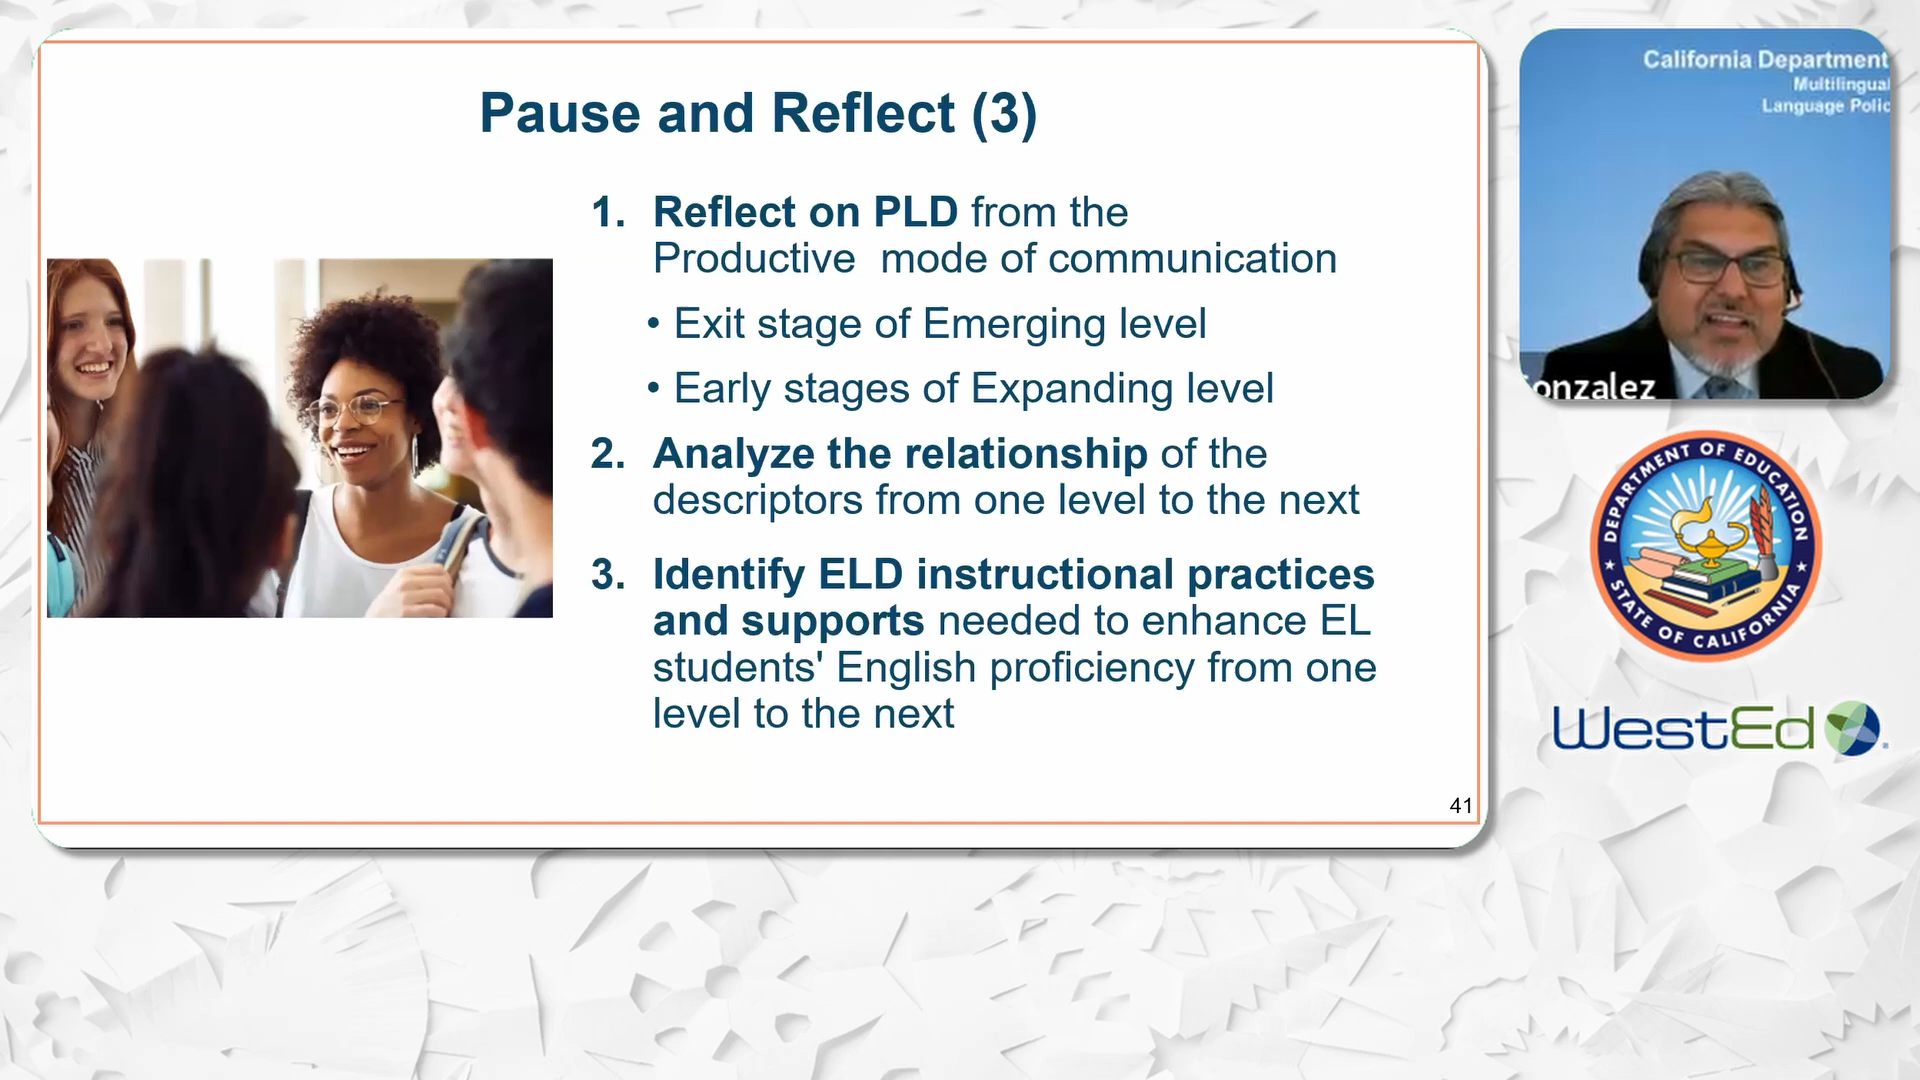 Pause and Reflect (3)
1. Reflect on PLD from the
Productive  mode of communication
• Exit stage of Emerging level
• Early stages of Expanding level
2. Analyze the relationship of the
descriptors from one level to the next
3. Identify ELD instructional practices
and supports needed to enhance EL
students' English proficiency from one
level to the next
41
California Department
Multilingual
Language Polic
onzalez
DEPARTMENT OF EDUCATION
★ STATE OF CALIFORNIA ★
WestEd